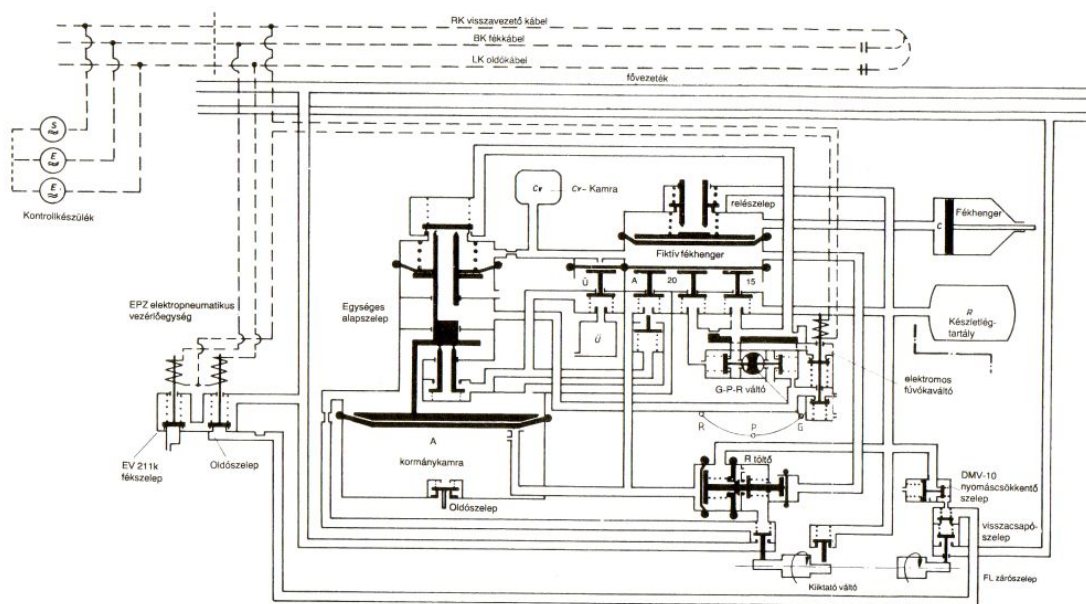 RK visszavezető kábel
BK fékkábel
LK oldókábel
fővezeték
S
E
E
Kontrollkészülék
Cv
Cv- Kamra
relészelep
Fékhenger
C
Fiktív fékhenger
Ü
A
20
15
EPZ elektropneumatikus
vezérlőegység
Egységes
alapszelep
Ü
R
Készletlég-
tartály
elektromos
fúvókaváltó
G-P-R váltó
R
P
G
A
kormánykamra
EV 211k
fékszelep
Oldószelep
Oldószelep
R töltő
DMV-10
nyomáscsökkentő
szelep
visszacsapó-
szelep
Kiiktató váltó
FL zárószelep